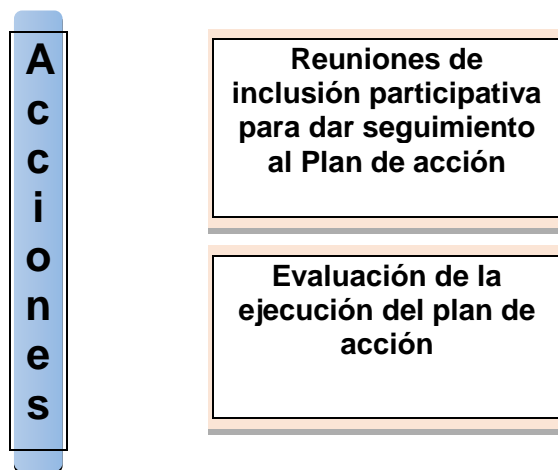 Acciones
Reuniones de
inclusión participativa
para dar seguimiento
al Plan de acción
Evaluación de la
ejecución del plan de
acción